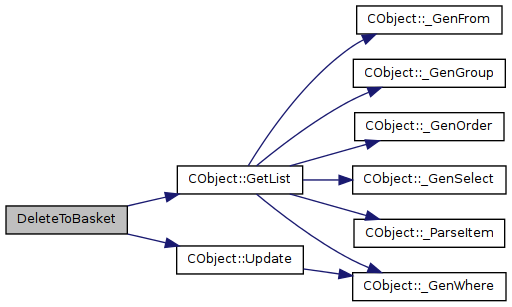 DeleteToBasket
CObject::GetList
CObject::Update
CObject::_GenFrom
CObject::_GenGroup
CObject::_GenOrder
CObject::_GenSelect
CObject::_ParseItem
CObject::_GenWhere